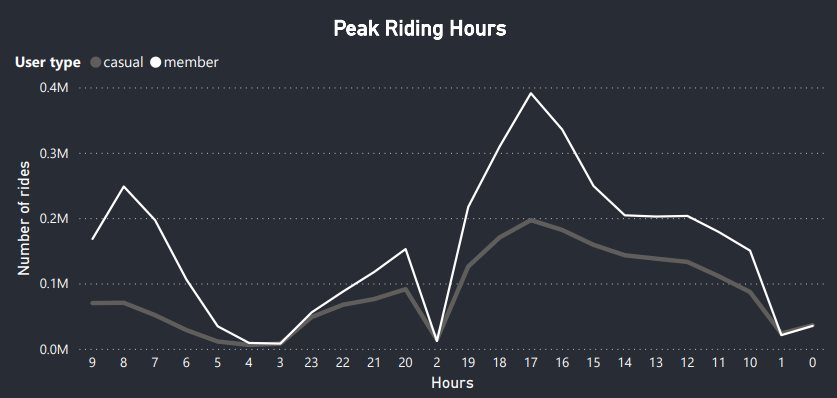 Peak Riding Hours
User type casual member
0.4M
0.3M
0.2M
0.1M
0.0M
Number of rides
9 8 7 6 5 4 3 23 22 21 20 2 19 18 17 16 15 14 13 12 11 10 1 0
Hours